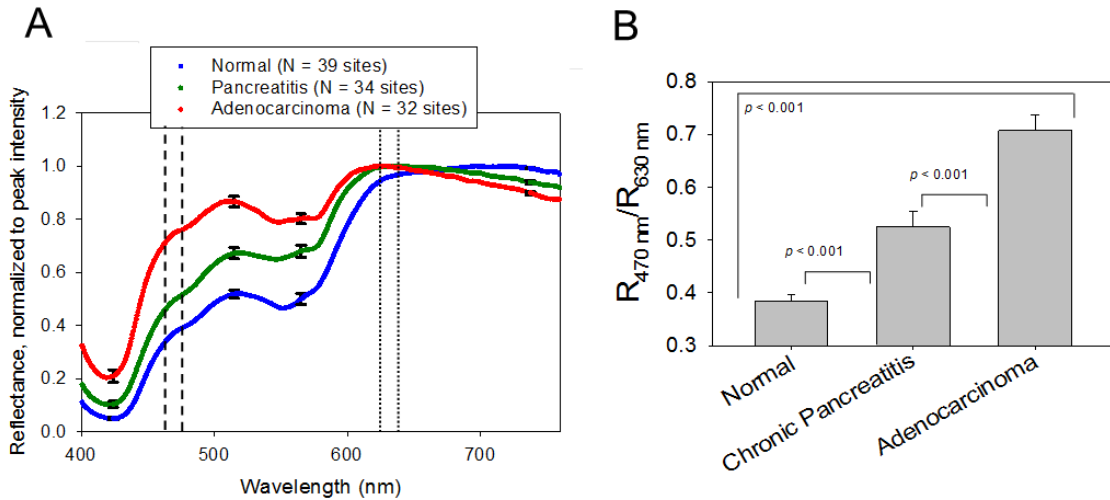 A
Normal (N = 39 sites)
Pancreatitis (N = 34 sites)
Adenocarcinoma (N = 32 sites)
Reflectance, normalized to peak intensity
1.2
1.0
0.8
0.6
0.4
0.2
0.0
400
500
600
700
Wavelength (nm)
B
R470 nm/R630 nm
0.8
0.7
0.6
0.5
0.4
0.3
p < 0.001
p < 0.001
p < 0.001
Normal
Chronic Pancreatitis
Adenocarcinoma